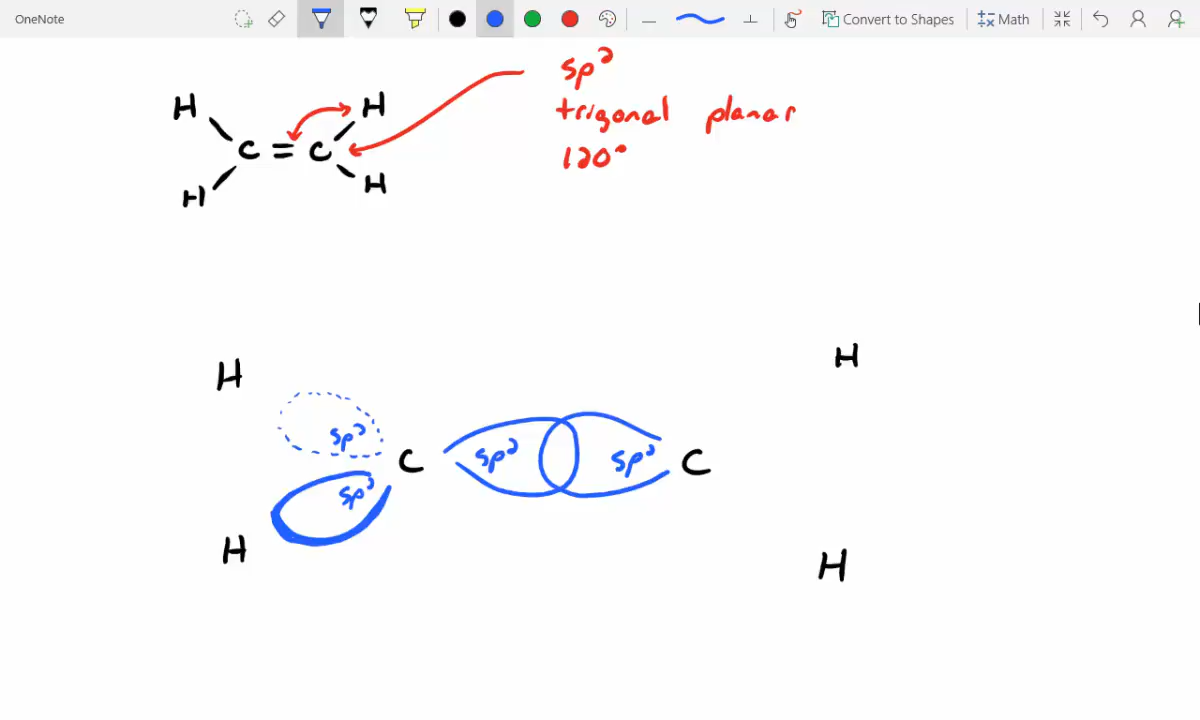 OneNote
Convert to Shapes
Math
sp²
trigonal planar
120°
H H
C = C
H H
H H
sp²
C sp² sp² C
sp²
H H